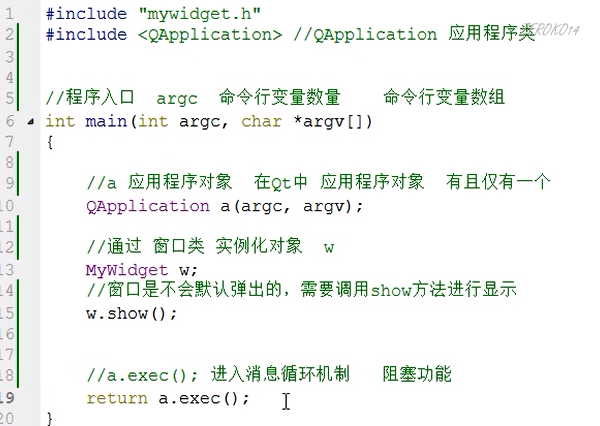 1 #include "mywidget.h"
2 #include <QApplication> //QApplication 应用程序类
3
4
5 //程序入口 argc 命令行变量数量 命令行变量数组
6 int main(int argc, char *argv[])
7 {
8
9 //a 应用程序对象 在Qt中 应用程序对象 有且仅有一个
10 QApplication a(argc, argv);
11
12 //通过 窗口类 实例化对象 w
13 MyWidget w;
14 //窗口是不会默认弹出的，需要调用show方法进行显示
15 w.show();
16
17
18 //a.exec(); 进入消息循环机制 阻塞功能
19 return a.exec();
20 }